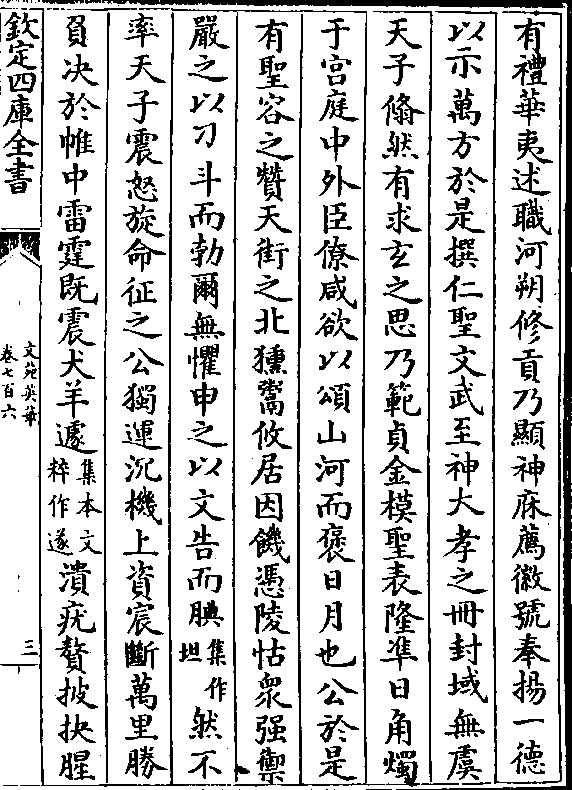 有禮華夷述職河朔修貢乃顯神庥薦徽號奉揚一德
以示萬方於是撰仁聖文武至神大孝之冊封域無虞
天子翛然有求玄之思乃範貞金模聖表隆準日角燭
于宫庭中外臣僚咸欲以頌山河而褒日月也公於是
有聖容之贊天街之北獯鬻攸居因饑憑陵怙衆强禦
嚴之以刁斗而勃爾無懼申之以文告而腆集作坦然不
率天子震怒旋命征之公獨運沉機上資宸斷萬里勝
負决於帷中雷霆既震犬羊遽集本文粹作遂潰疣贅披抉腥
欽定四庫全書
文苑英華
卷七百六
三